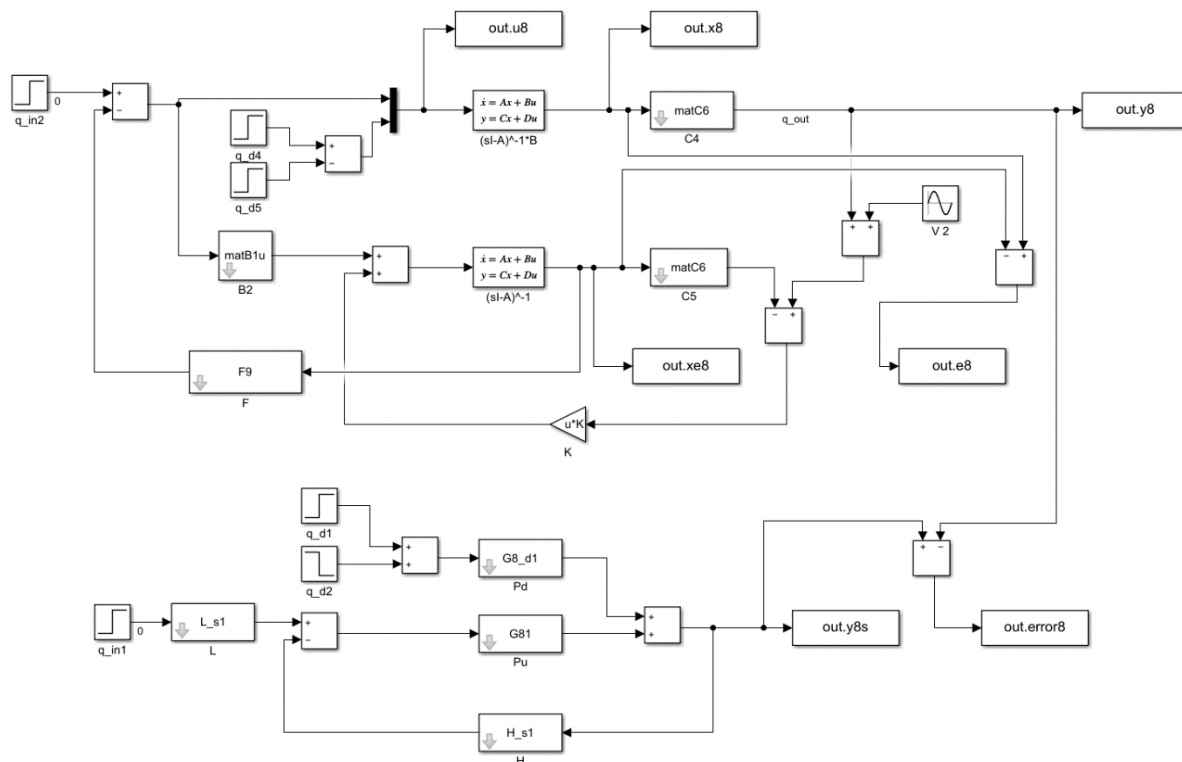 out.u8
out.x8
q_in2
0
+
−
q_d4
q_d5
+
−
ẋ = Ax + Bu
y = Cx + Du
(sI-A)^-1*B
matC6
C4
q_out
out.y8
V 2
+ +
− +
matB1u
B2
+
+
ẋ = Ax + Bu
y = Cx + Du
(sI-A)^-1
matC6
C5
− +
F9
F
out.xe8
out.e8
u*K
K
q_d1
q_d2
+
+
G8_d1
Pd
+ −
q_in1
0
L_s1
L
+
−
G81
Pu
+
+
out.y8s
out.error8
H_s1
H